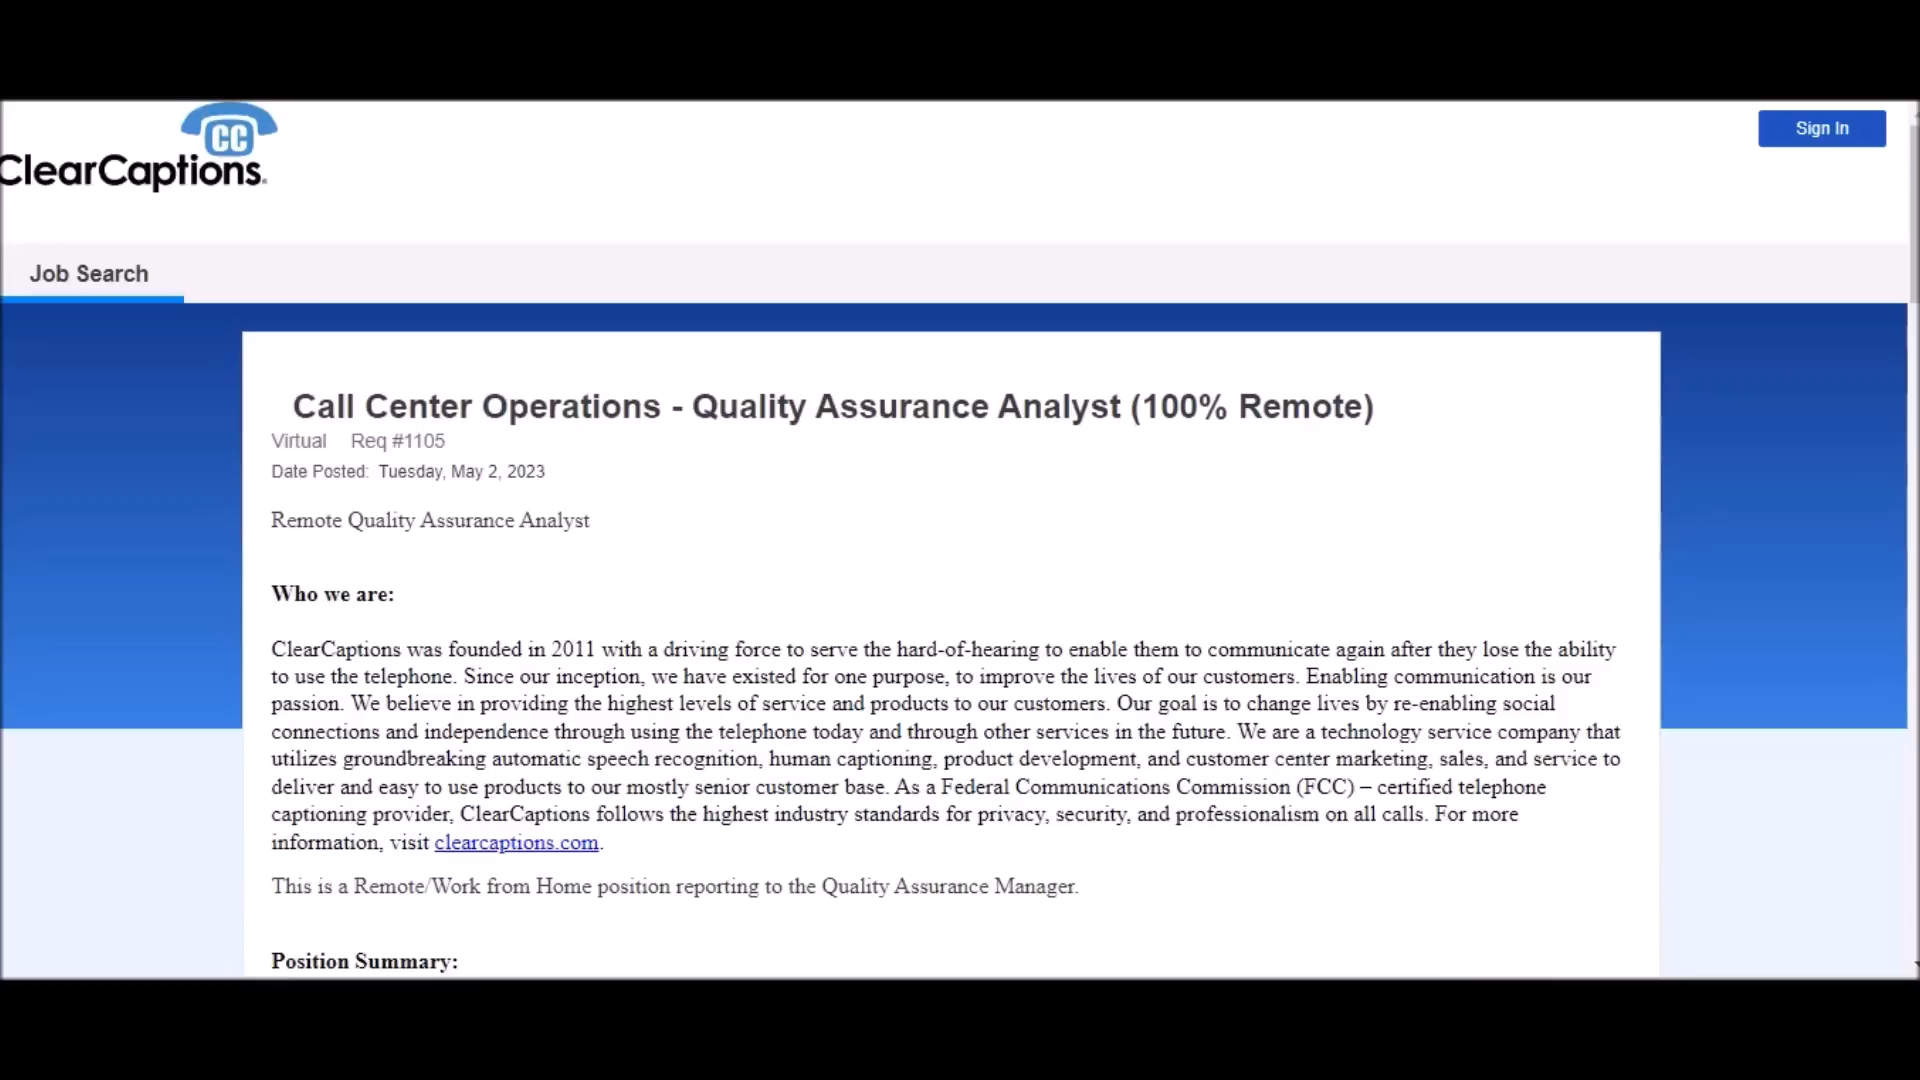 CC
ClearCaptions.
Sign In
Job Search
Call Center Operations - Quality Assurance Analyst (100% Remote)
Virtual Req #1105
Date Posted: Tuesday, May 2, 2023
Remote Quality Assurance Analyst
Who we are:
ClearCaptions was founded in 2011 with a driving force to serve the hard-of-hearing to enable them to communicate again after they lose the ability
to use the telephone. Since our inception, we have existed for one purpose, to improve the lives of our customers. Enabling communication is our
passion. We believe in providing the highest levels of service and products to our customers. Our goal is to change lives by re-enabling social
connections and independence through using the telephone today and through other services in the future. We are a technology service company that
utilizes groundbreaking automatic speech recognition, human captioning, product development, and customer center marketing, sales, and service to
deliver and easy to use products to our mostly senior customer base. As a Federal Communications Commission (FCC) – certified telephone
captioning provider, ClearCaptions follows the highest industry standards for privacy, security, and professionalism on all calls. For more
information, visit clearcaptions.com.
This is a Remote/Work from Home position reporting to the Quality Assurance Manager.
Position Summary: